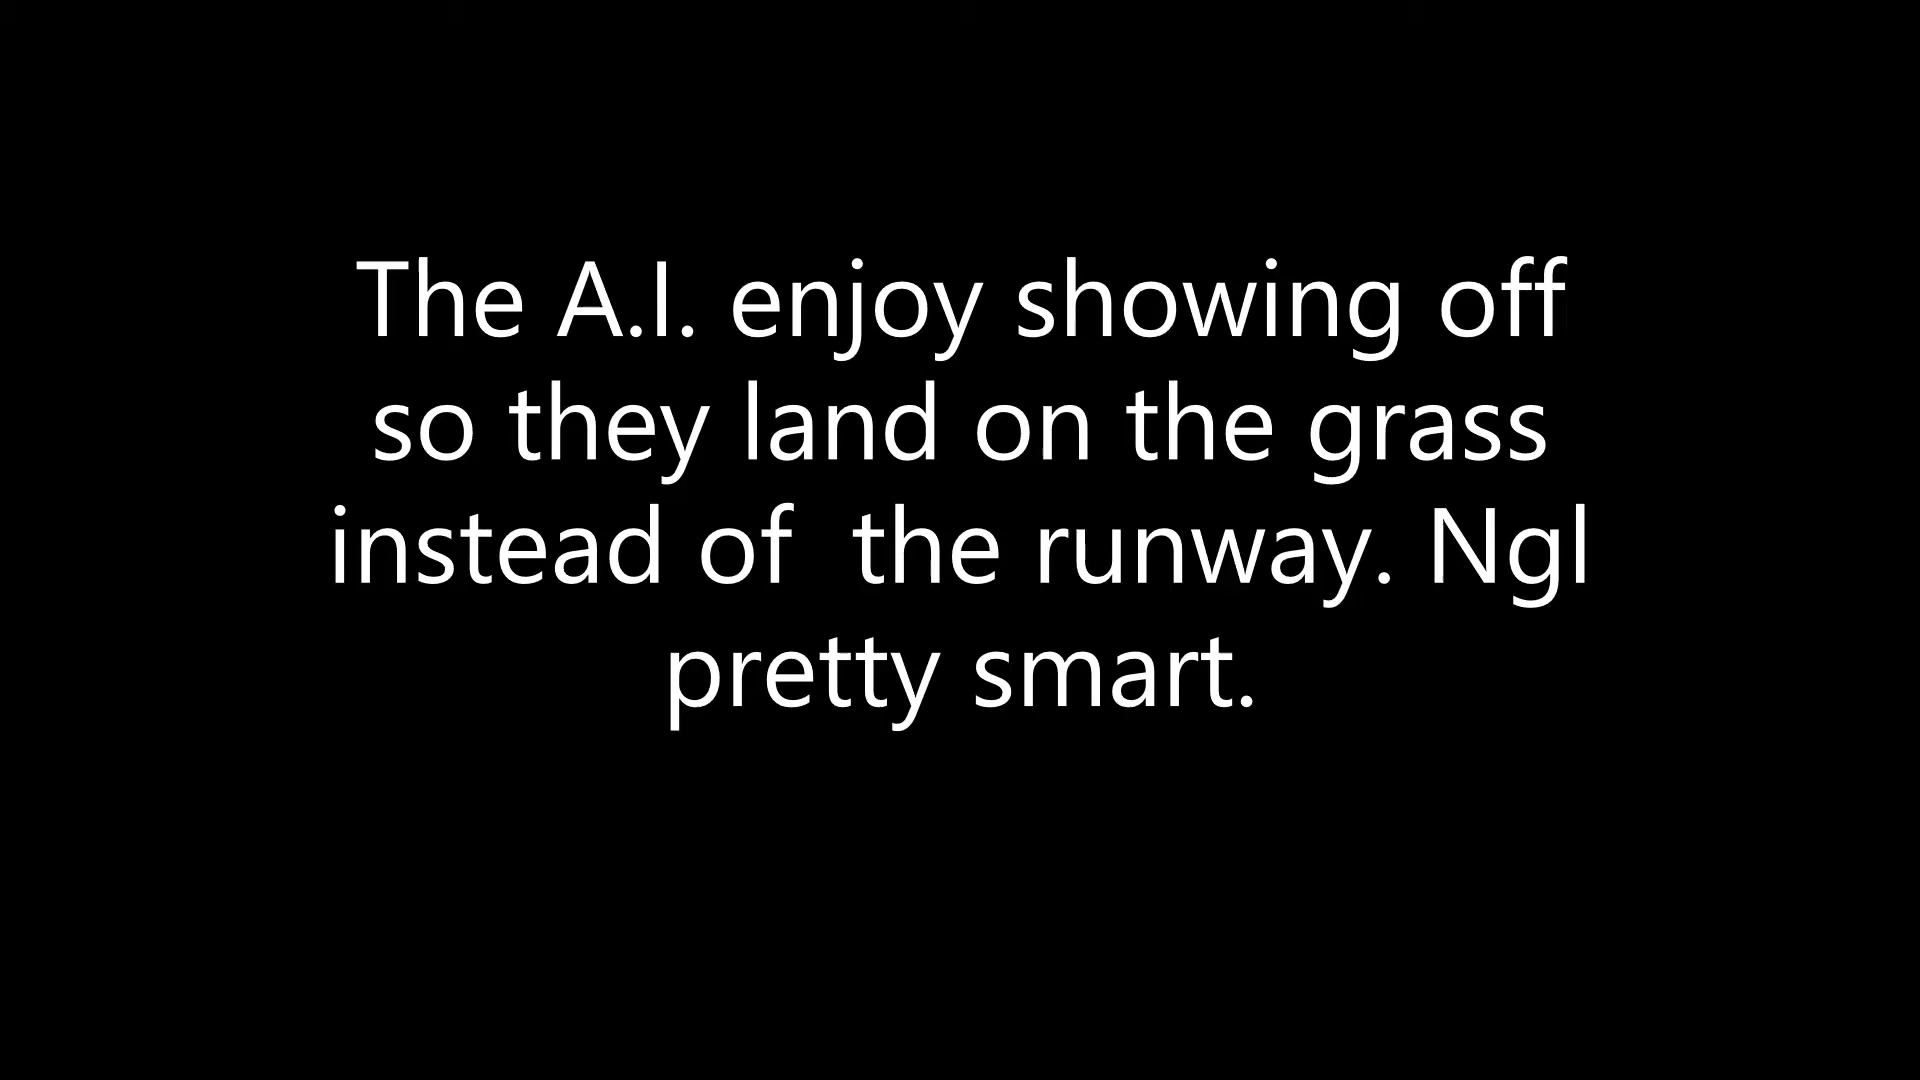 The A.I. enjoy showing off
so they land on the grass
instead of  the runway. Ngl
pretty smart.